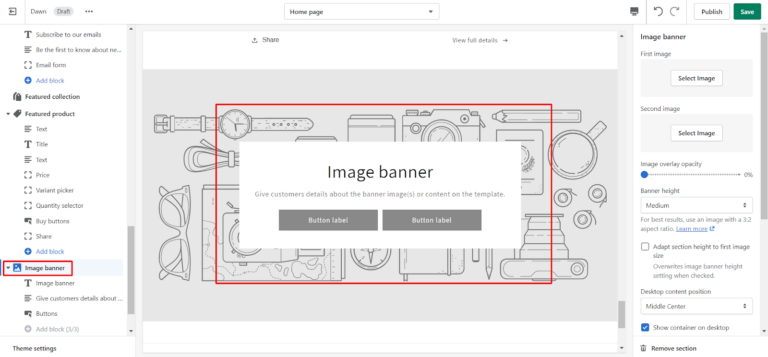 Dawn Draft
Home page
Publish
Save
Subscribe to our emails
Be the first to know about ne...
Email form
Add block
Featured collection
Featured product
Text
Title
Text
Price
Variant picker
Quantity selector
Buy buttons
Share
Add block
Image banner
Image banner
Give customers details about ...
Buttons
Add block (3/3)
Theme settings
Share
View full details →
Image banner
Give customers details about the banner image(s) or content on the template.
Button label
Button label
Image banner
First image
Select Image
Second image
Select Image
Image overlay opacity
0%
Banner height
Medium
For best results, use an image with a 3:2
aspect ratio. Learn more
Adapt section height to first image
size
Overwrites image banner height
setting when checked.
Desktop content position
Middle Center
Show container on desktop
Remove section